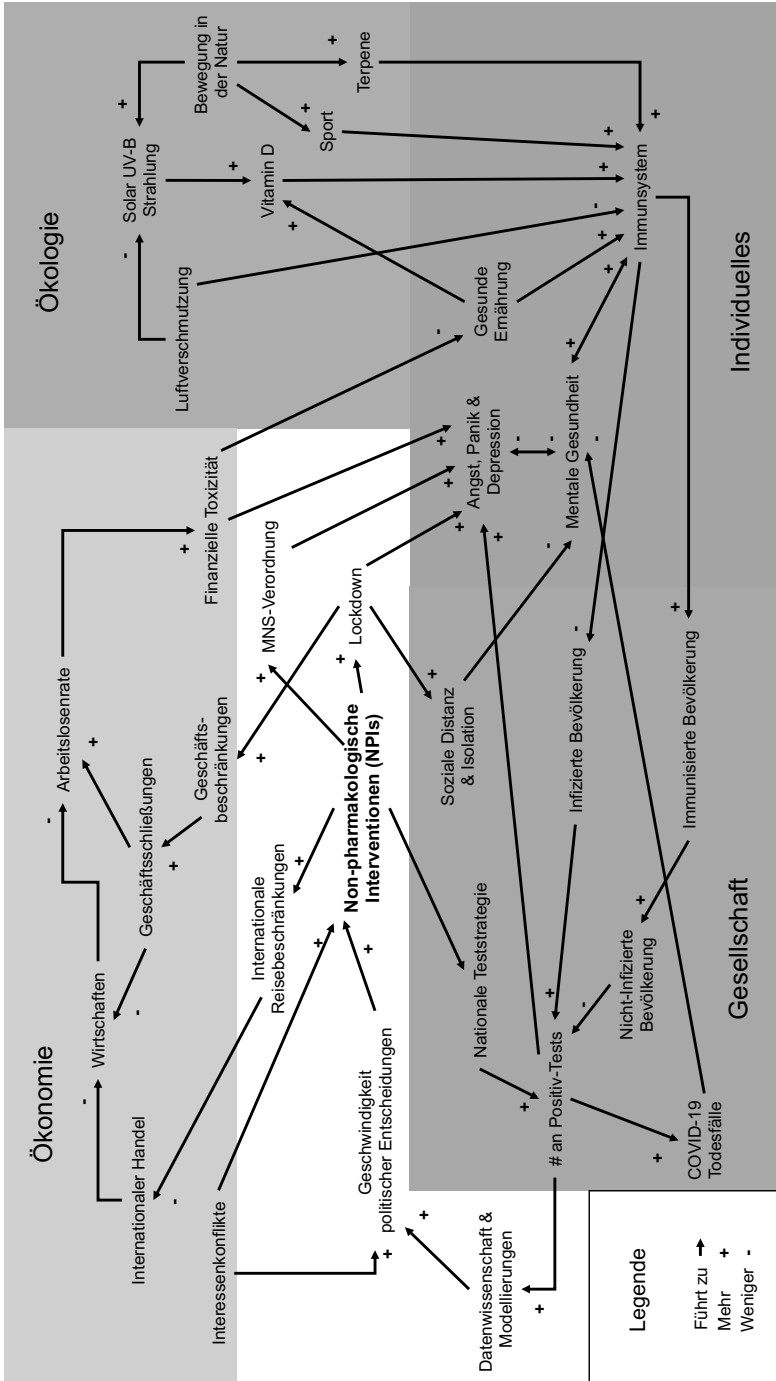 Ökonomie
Ökologie
Internationaler Handel
Wirtschaften
Arbeitslosenrate
Geschäftsschließungen
Geschäfts-
beschränkungen
Finanzielle Toxizität
Luftverschmutzung
Solar UV-B
Strahlung
Bewegung in
der Natur
Interessenkonflikte
Internationale
Reisebeschränkungen
MNS-Verordnung
Vitamin D
Sport
Terpene
Geschwindigkeit
politischer Entscheidungen
Non-pharmakologische
Interventionen (NPIs)
Lockdown
Datenwissenschaft &
Modellierungen
Nationale Teststrategie
Soziale Distanz
& Isolation
Angst, Panik &
Depression
Gesunde
Ernährung
# an Positiv-Tests
Infizierte Bevölkerung
Mentale Gesundheit
Immunsystem
Nicht-Infizierte
Bevölkerung
Immunisierte Bevölkerung
COVID-19
Todesfälle
Gesellschaft
Individuelles
Legende
Führt zu
Mehr +
Weniger -